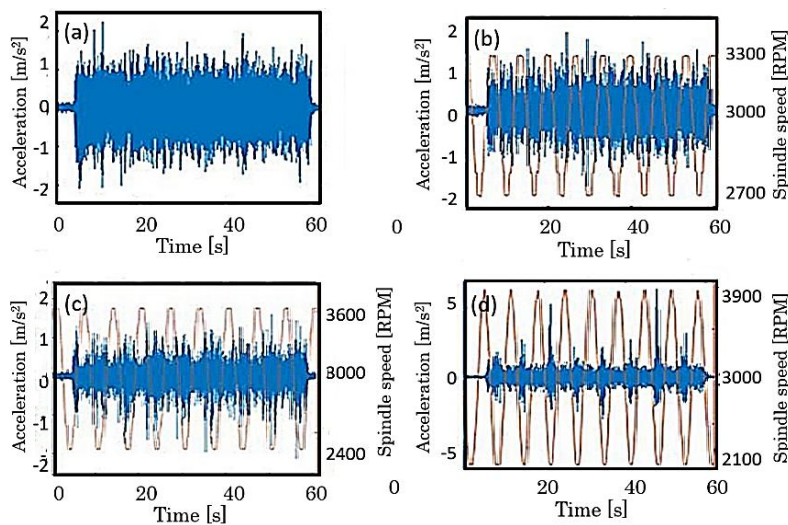 (a)
Acceleration [m/s²]
2
1
0
-1
-2
0 20 40 60
Time [s]
(b)
Acceleration [m/s²]
2
1
0
-1
-2
3300
3000
2700
Spindle speed [RPM]
0 20 40 60
Time [s]
(c)
Acceleration [m/s²]
2
1
0
-1
-2
3600
3000
2400
Spindle speed [RPM]
0 20 40 60
0
Time [s]
(d)
Acceleration [m/s²]
5
0
-5
3900
3000
2100
Spindle speed [RPM]
20 40 60
Time [s]